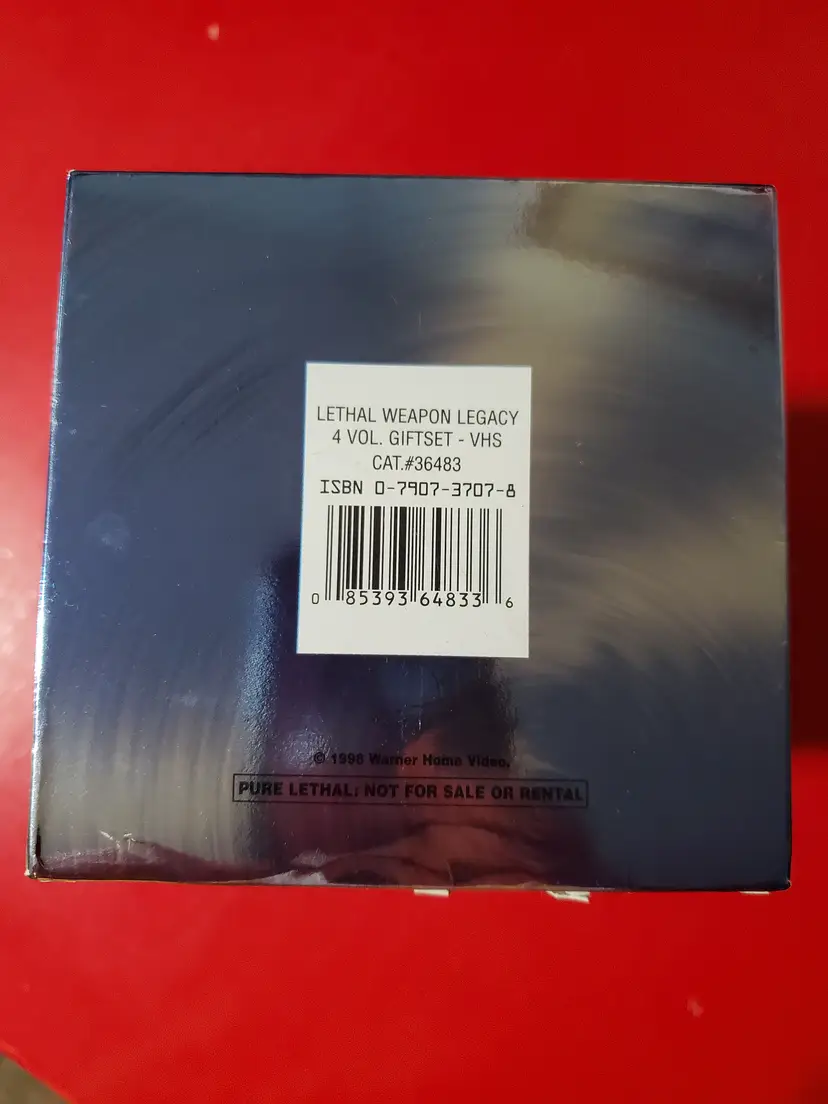 LETHAL WEAPON LEGACY
4 VOL. GIFTSET - VHS
CAT.#36483
ISBN 0-7907-3707-8
0 85393 64833 6
© 1998 Warner Home Video.
PURE LETHAL: NOT FOR SALE OR RENTAL